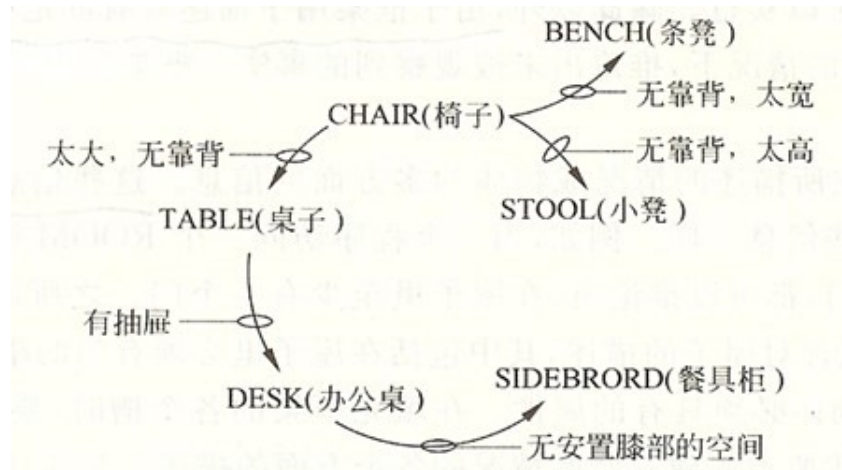 BENCH(条凳)
无靠背，太宽
CHAIR(椅子)
太大，无靠背
无靠背，太高
TABLE(桌子)
STOOL(小凳)
有抽屉
SIDEBRORD(餐具柜)
DESK(办公桌)
无安置膝部的空间